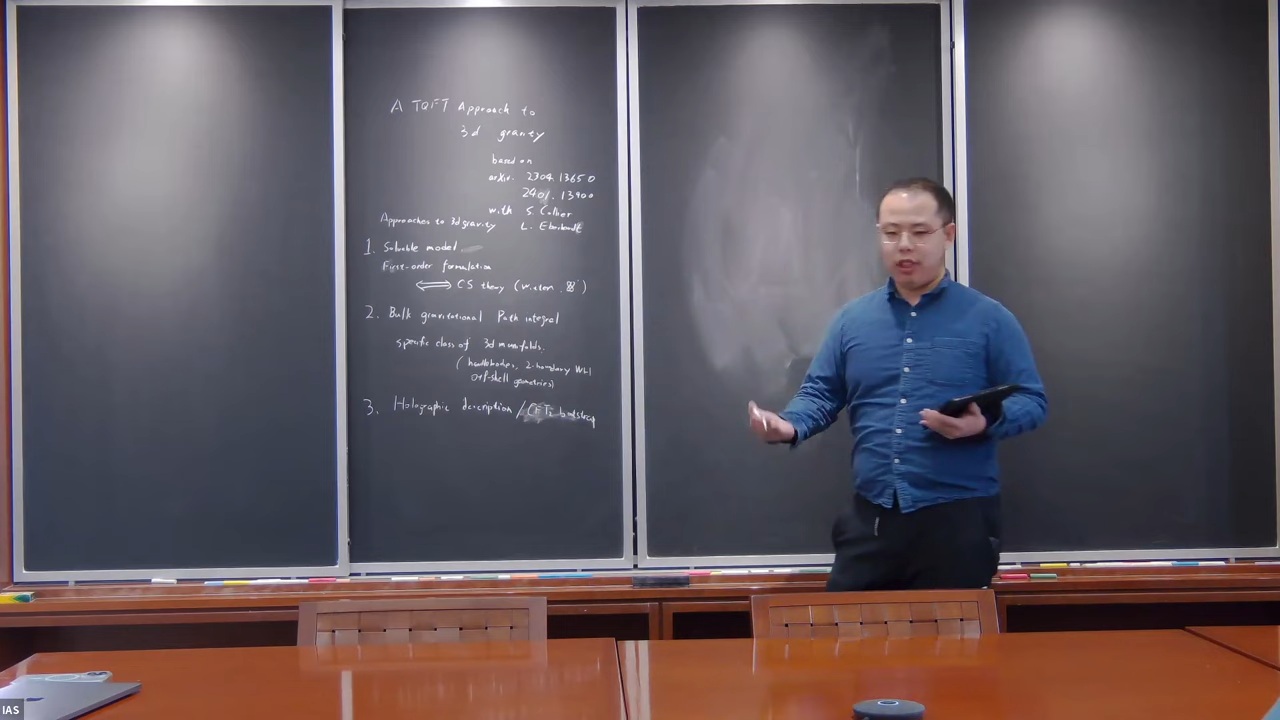 A TQFT Approach to
3d gravity
based on
arXiv. 2304.13650
2401.13900
with S. Collier
L. Eberhardt
Approaches to 3d gravity
1. Solvable model
First-order formulation
⟺ CS theory (Witten 88')
2. Bulk gravitational Path integral
specific class of 3d manifolds.
(handlebodies, 2-boundary WH
off-shell geometries)
3. Holographic description / CFT₂ bootstrap
IAS